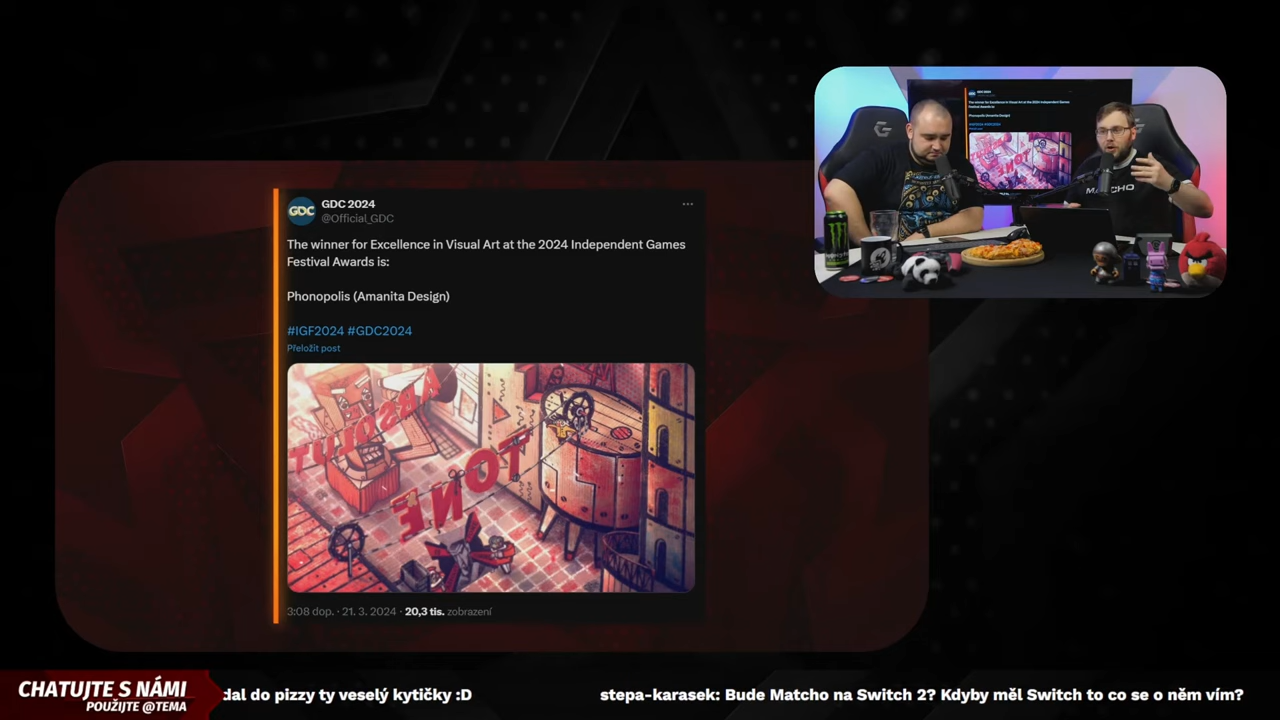 GDC
GDC 2024
@Official_GDC
The winner for Excellence in Visual Art at the 2024 Independent Games
Festival Awards is:
Phonopolis (Amanita Design)
#IGF2024 #GDC2024
Přeložit post
ABSOLUT
TONE
3:08 dop. · 21. 3. 2024 · 20,3 tis. zobrazení
CHATUJTE S NÁMI
POUŽIJTE @TEMA
dal do pizzy ty veselý kytičky :D
stepa-karasek: Bude Matcho na Switch 2? Kdyby měl Switch to co se o něm vím?